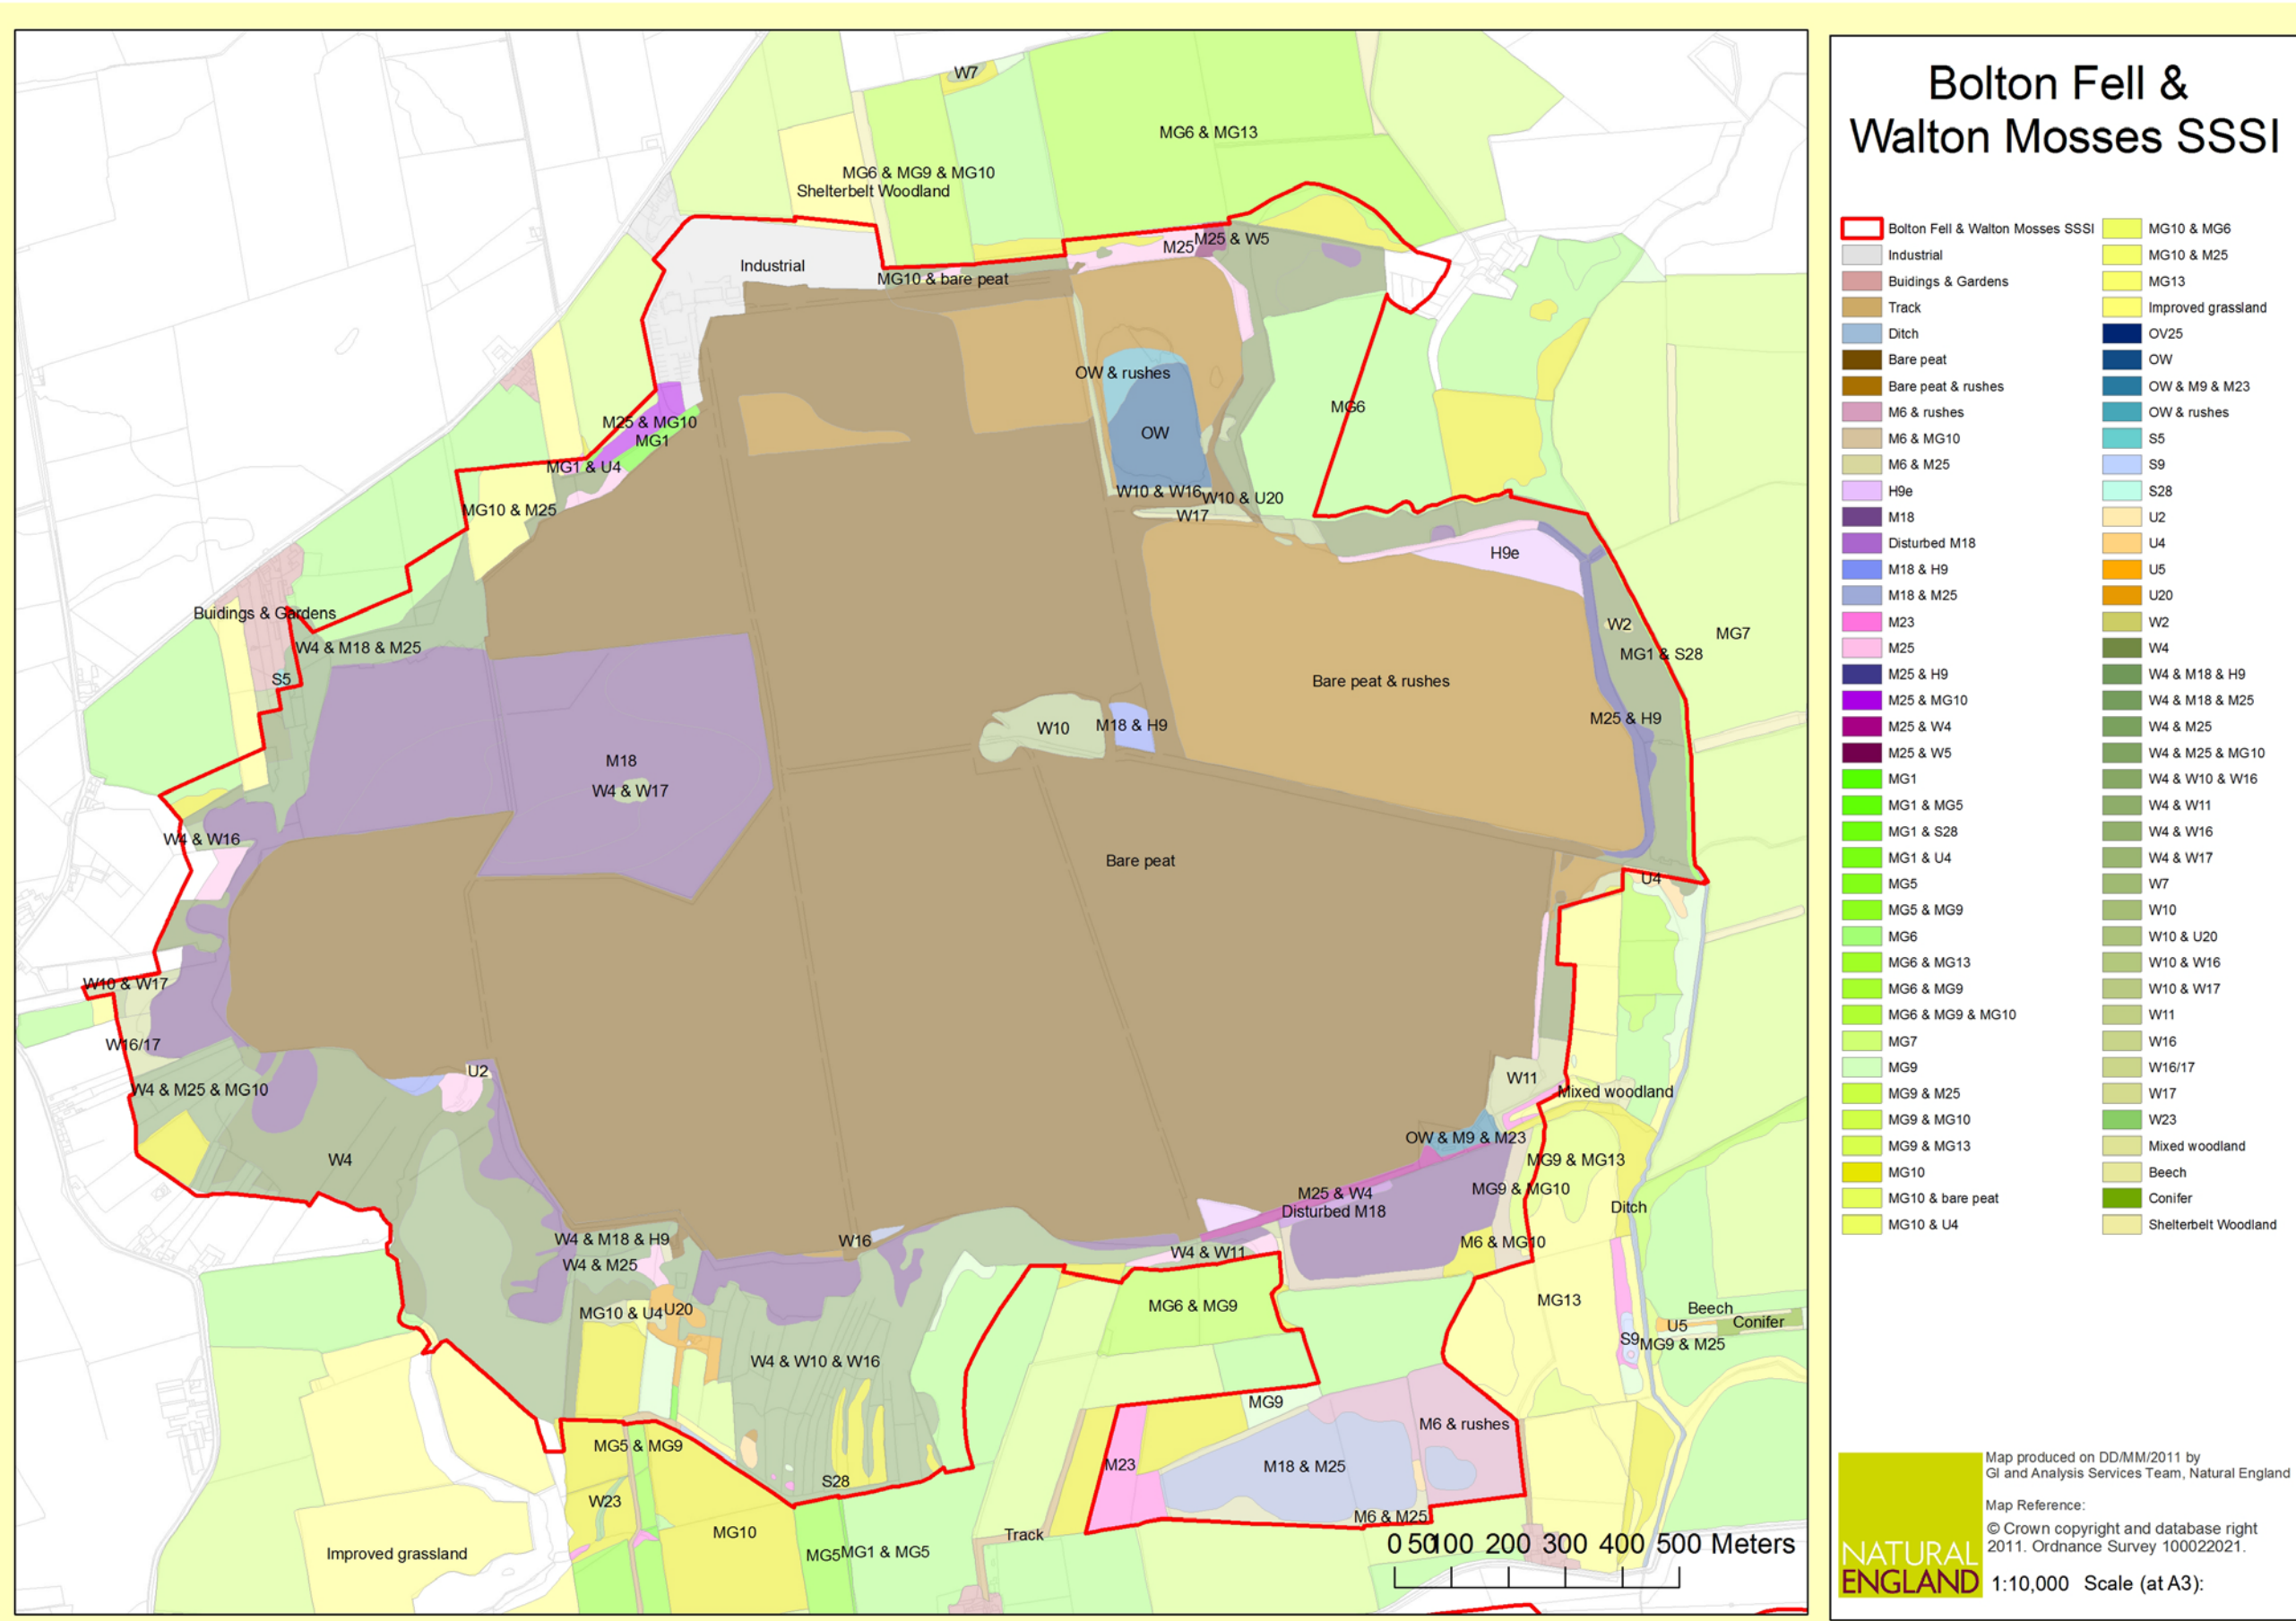 W7
MG6 & MG13
MG6 & MG9 & MG10
Shelterbelt Woodland
M25 & W5
M25
Industrial
MG10 & bare peat
OW & rushes
MG6
M25 & MG10
OW
MG1
MG1 & U4
W10 & W16
W10 & U20
MG10 & M25
W17
H9e
Buidings & Gardens
W2
MG7
W4 & M18 & M25
MG1 & S28
S5
Bare peat & rushes
M25 & H9
W10
M18 & H9
M18
W4 & W17
W4 & W16
Bare peat
U4
W10 & W17
W16/17
U2
W11
W4 & M25 & MG10
Mixed woodland
OW & M9 & M23
W4
MG9 & MG13
M25 & W4
MG9 & MG10
Disturbed M18
Ditch
W4 & M18 & H9
W16
M6 & MG10
W4 & M25
W4 & W11
MG13
MG10 & U4
U20
MG6 & MG9
Beech
U5
Conifer
S9
MG9 & M25
W4 & W10 & W16
MG9
M6 & rushes
MG5 & MG9
M23
M18 & M25
S28
W23
M6 & M25
MG10
Track
Improved grassland
MG5
MG1 & MG5
0 50 100 200 300 400 500 Meters
Bolton Fell &
Walton Mosses SSSI
Bolton Fell & Walton Mosses SSSI
Industrial
Buidings & Gardens
Track
Ditch
Bare peat
Bare peat & rushes
M6 & rushes
M6 & MG10
M6 & M25
H9e
M18
Disturbed M18
M18 & H9
M18 & M25
M23
M25
M25 & H9
M25 & MG10
M25 & W4
M25 & W5
MG1
MG1 & MG5
MG1 & S28
MG1 & U4
MG5
MG5 & MG9
MG6
MG6 & MG13
MG6 & MG9
MG6 & MG9 & MG10
MG7
MG9
MG9 & M25
MG9 & MG10
MG9 & MG13
MG10
MG10 & bare peat
MG10 & U4
MG10 & MG6
MG10 & M25
MG13
Improved grassland
OV25
OW
OW & M9 & M23
OW & rushes
S5
S9
S28
U2
U4
U5
U20
W2
W4
W4 & M18 & H9
W4 & M18 & M25
W4 & M25
W4 & M25 & MG10
W4 & W10 & W16
W4 & W11
W4 & W16
W4 & W17
W7
W10
W10 & U20
W10 & W16
W10 & W17
W11
W16
W16/17
W17
W23
Mixed woodland
Beech
Conifer
Shelterbelt Woodland
NATURAL
ENGLAND
Map produced on DD/MM/2011 by
GI and Analysis Services Team, Natural England
Map Reference:
© Crown copyright and database right
2011. Ordnance Survey 100022021.
1:10,000 Scale (at A3):